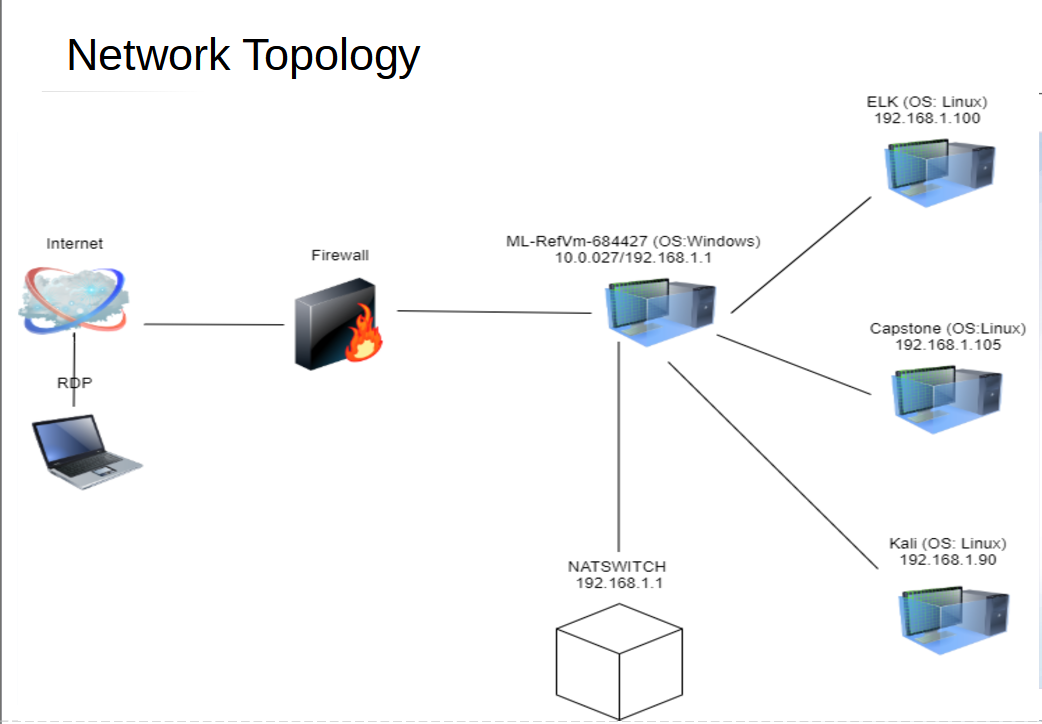 Network Topology
ELK (OS: Linux)
192.168.1.100
Internet
Firewall
ML-RefVm-684427 (OS:Windows)
10.0.027/192.168.1.1
Capstone (OS:Linux)
192.168.1.105
RDP
Kali (OS: Linux)
192.168.1.90
NATSWITCH
192.168.1.1